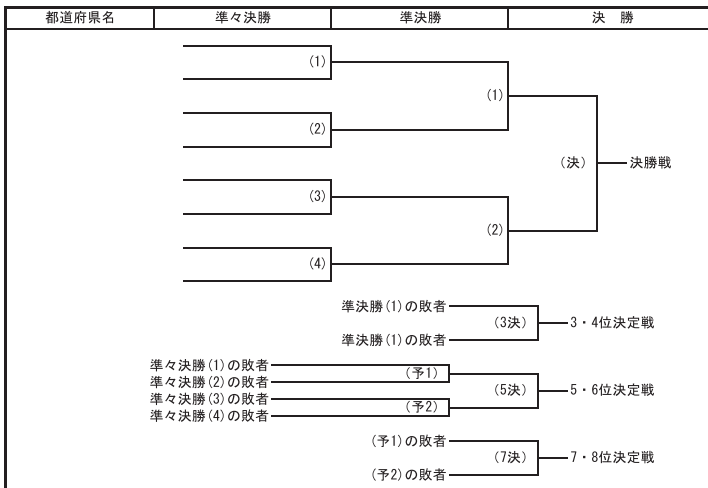 都道府県名 準々決勝 準決勝 決　勝
(1)
(1)
(2)
(決) 決勝戦
(3)
(2)
(4)
準決勝(1)の敗者
(3決) 3・4位決定戦
準決勝(1)の敗者
準々決勝(1)の敗者
(予1)
準々決勝(2)の敗者
(5決) 5・6位決定戦
準々決勝(3)の敗者
(予2)
準々決勝(4)の敗者
(予1)の敗者
(7決) 7・8位決定戦
(予2)の敗者